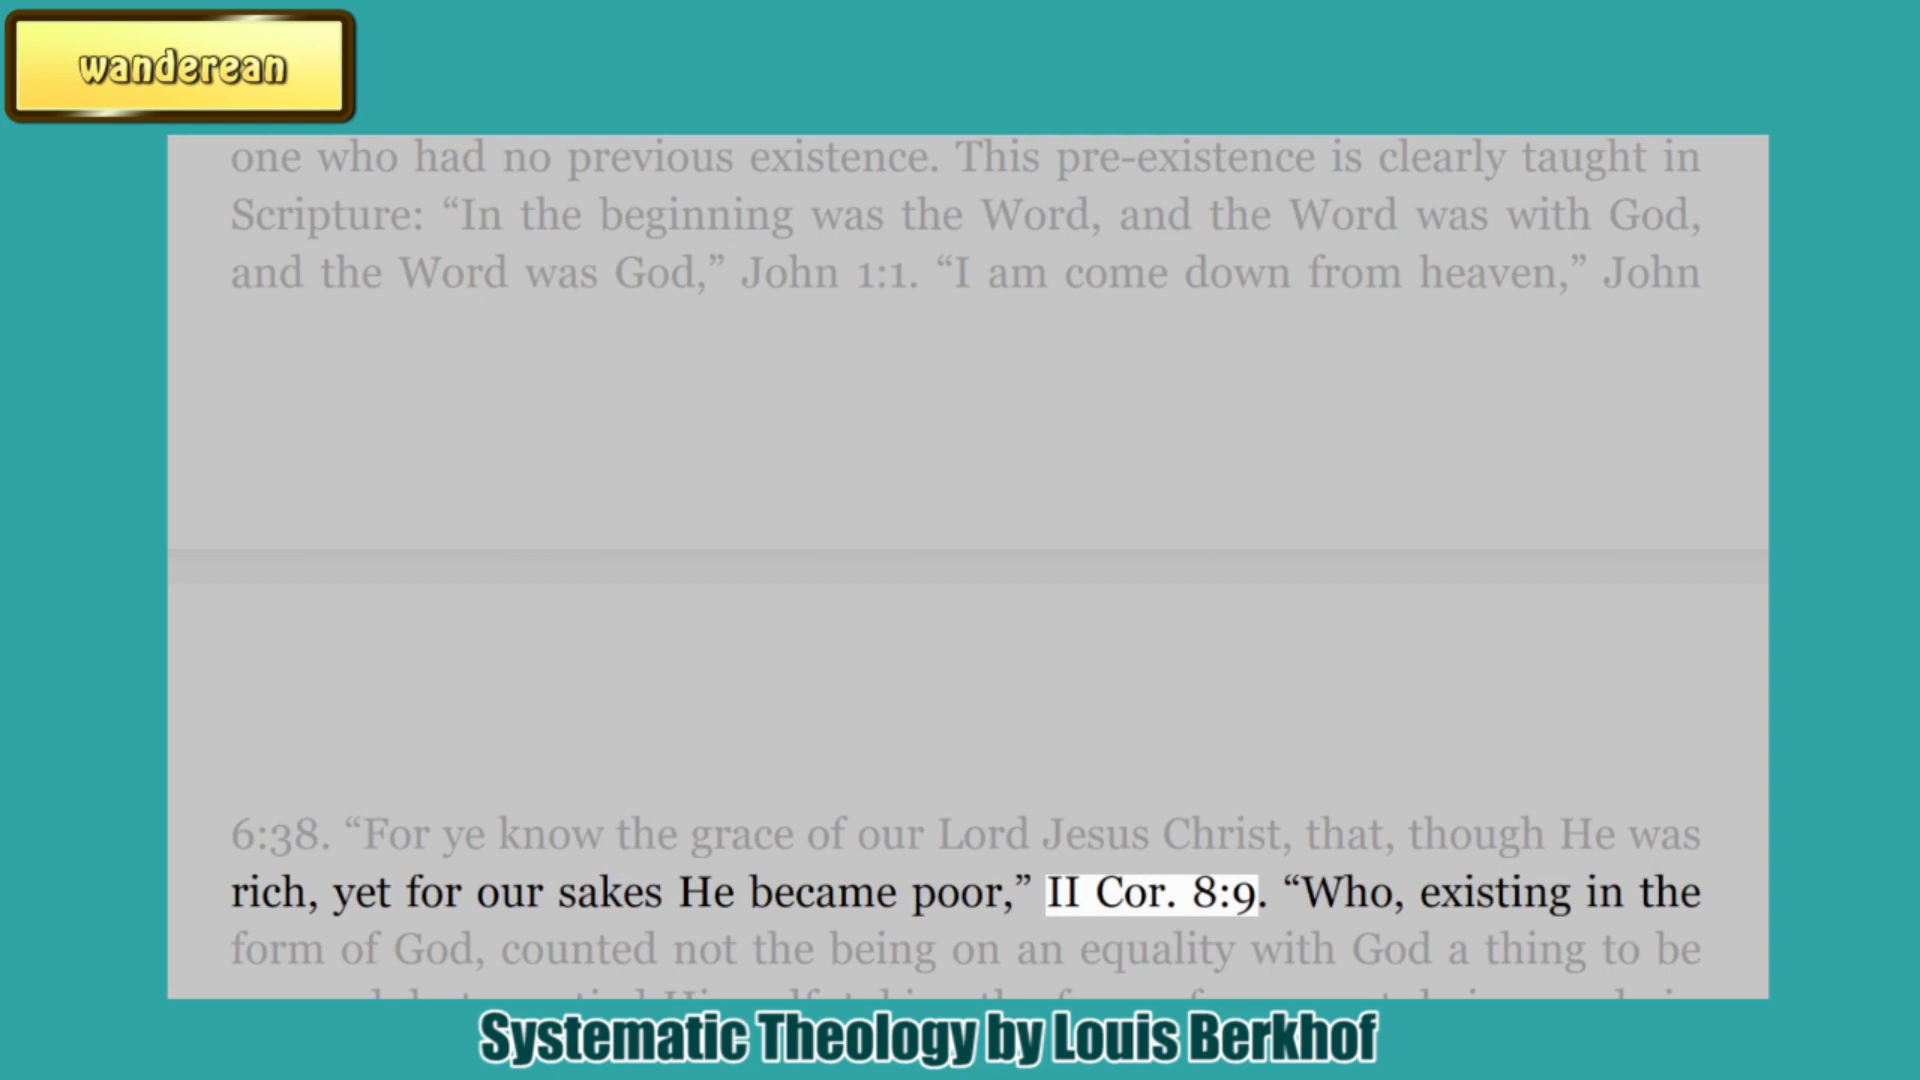 wanderean
one who had no previous existence. This pre-existence is clearly taught in
Scripture: “In the beginning was the Word, and the Word was with God,
and the Word was God,” John 1:1. “I am come down from heaven,” John
6:38. “For ye know the grace of our Lord Jesus Christ, that, though He was
rich, yet for our sakes He became poor,” II Cor. 8:9. “Who, existing in the
form of God, counted not the being on an equality with God a thing to be
Systematic Theology by Louis Berkhof